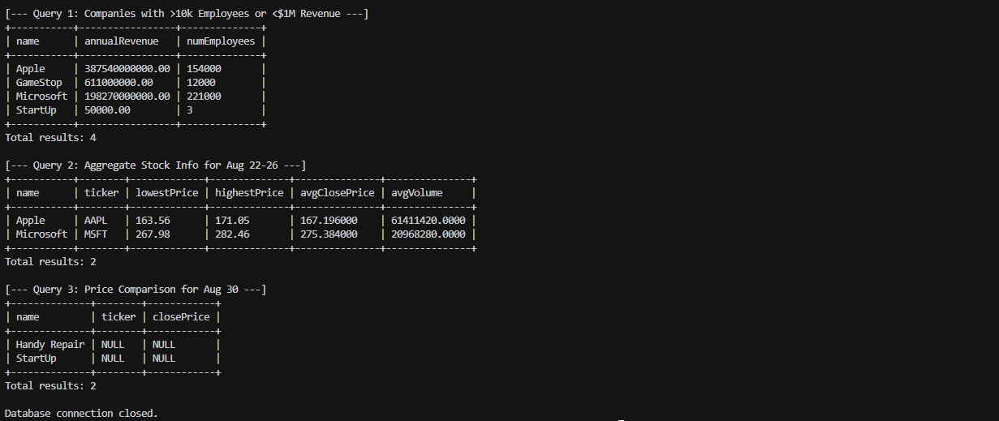 [--- Query 1: Companies with >10k Employees or <$1M Revenue ---]
+-----------+-----------------+--------------+
| name      | annualRevenue   | numEmployees |
+-----------+-----------------+--------------+
| Apple     | 387540000000.00 | 154000       |
| GameStop  | 611000000.00    | 12000        |
| Microsoft | 198270000000.00 | 221000       |
| StartUp   | 50000.00        | 3            |
+-----------+-----------------+--------------+
Total results: 4

[--- Query 2: Aggregate Stock Info for Aug 22-26 ---]
+-----------+--------+-------------+--------------+---------------+---------------+
| name      | ticker | lowestPrice | highestPrice | avgClosePrice | avgVolume     |
+-----------+--------+-------------+--------------+---------------+---------------+
| Apple     | AAPL   | 163.56      | 171.05       | 167.196000    | 61411420.0000 |
| Microsoft | MSFT   | 267.98      | 282.46       | 275.384000    | 20968280.0000 |
+-----------+--------+-------------+--------------+---------------+---------------+
Total results: 2

[--- Query 3: Price Comparison for Aug 30 ---]
+--------------+--------+------------+
| name         | ticker | closePrice |
+--------------+--------+------------+
| Handy Repair | NULL   | NULL       |
| StartUp      | NULL   | NULL       |
+--------------+--------+------------+
Total results: 2

Database connection closed.